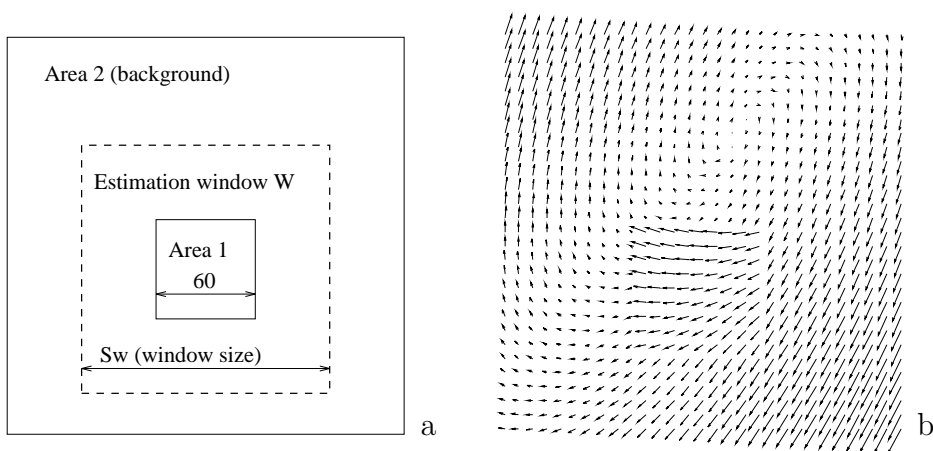 Area 2 (background)
Estimation window W
Area 1
60
Sw (window size)
a
b